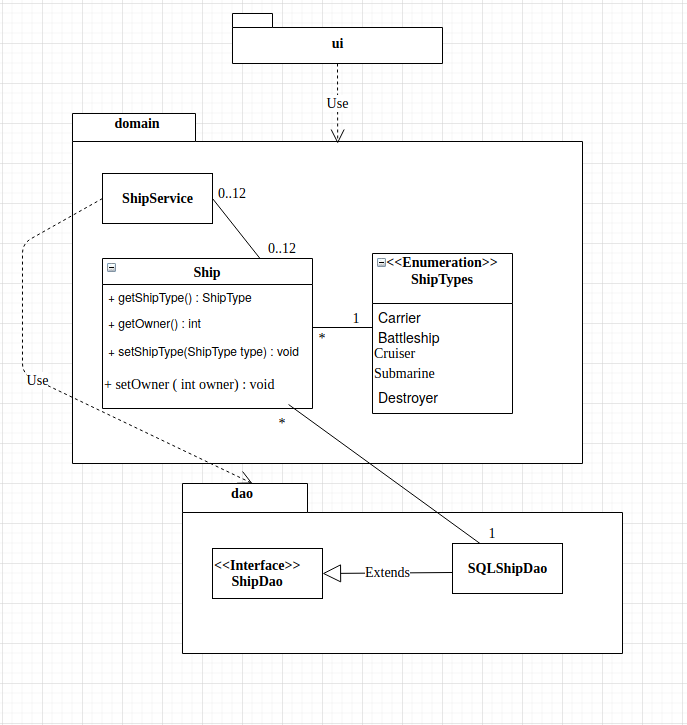 ui
Use
domain
ShipService
0..12
0..12
Ship
+ getShipType() : ShipType
+ getOwner() : int
+ setShipType(ShipType type) : void
+ setOwner ( int owner) : void
1
*
<<Enumeration>>
ShipTypes
Carrier
Battleship
Cruiser
Submarine
Destroyer
Use
*
dao
1
<<Interface>>
ShipDao
Extends
SQLShipDao